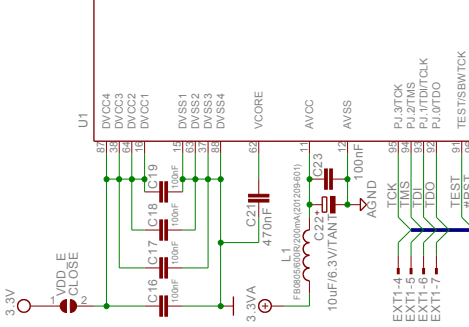 U1
DVCC4
DVCC3
DVCC2
DVCC1
DVSS1
DVSS2
DVSS3
DVSS4
VCORE
AVCC
AVSS
PJ.3/TCK
PJ.2/TMS
PJ.1/TDI/TCLK
PJ.0/TDO
TEST/SBWTCK
87
38
64
16
15
63
37
88
62
11
12
95
94
93
92
91
C19
100nF
C18
100nF
C17
100nF
C16
100nF
C21
470nF
C23
100nF
C22
+
10uF/6.3V/TANT
AGND
L1
FB0805/600R/200mA(201209-601)
TCK
TMS
TDI
TDO
TEST
#RST
3.3V
1
2
VDD_E
CLOSE
3.3VA
EXT1-4
EXT1-5
EXT1-6
EXT1-7